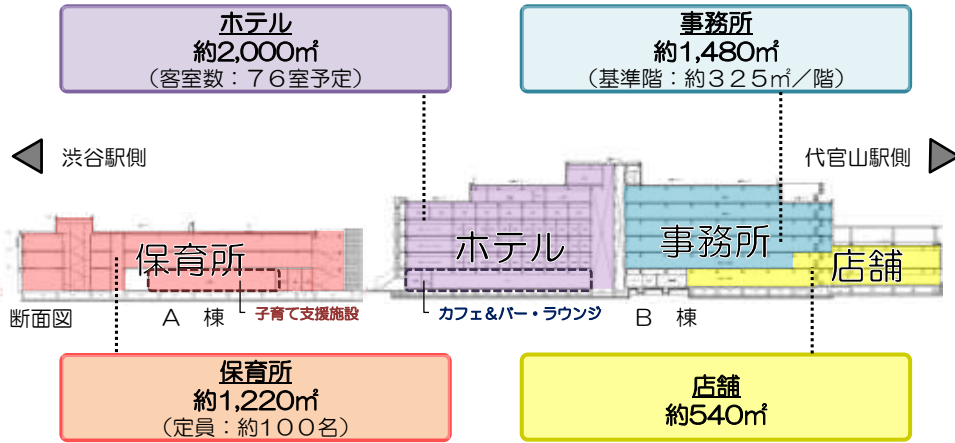 ホテル
約2,000㎡
（客室数：７６室予定）
事務所
約1,480㎡
（基準階：約３２５㎡／階）
渋谷駅側
代官山駅側
保育所
ホテル
事務所
店舗
断面図
Ａ 棟
子育て支援施設
カフェ＆バー・ラウンジ
Ｂ 棟
保育所
約1,220㎡
（定員：約１００名）
店舗
約540㎡